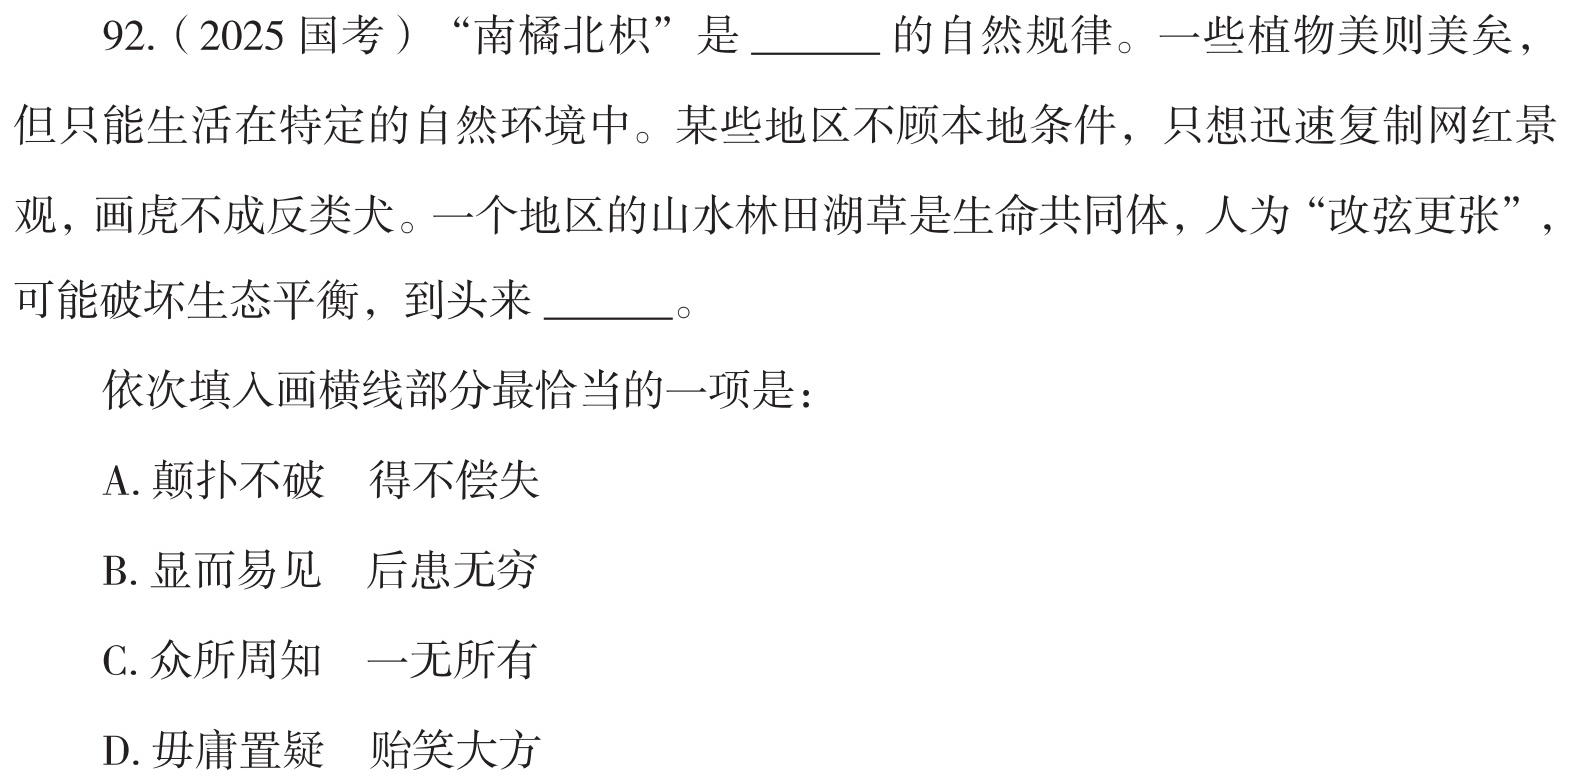 92.（2025 国考）“南橘北枳”是 ______ 的自然规律。一些植物美则美矣，
但只能生活在特定的自然环境中。某些地区不顾本地条件，只想迅速复制网红景
观，画虎不成反类犬。一个地区的山水林田湖草是生命共同体，人为“改弦更张”，
可能破坏生态平衡，到头来 ______。
依次填入画横线部分最恰当的一项是：
A. 颠扑不破 得不偿失
B. 显而易见 后患无穷
C. 众所周知 一无所有
D. 毋庸置疑 贻笑大方